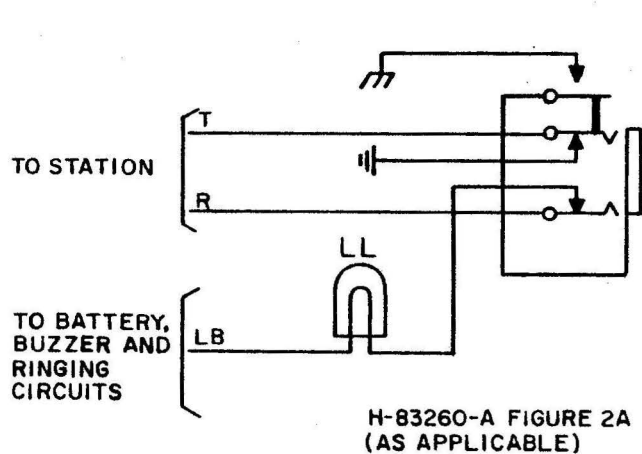 T
TO STATION
R
LL
TO BATTERY,
BUZZER AND
RINGING
CIRCUITS
LB
H-83260-A FIGURE 2A
(AS APPLICABLE)